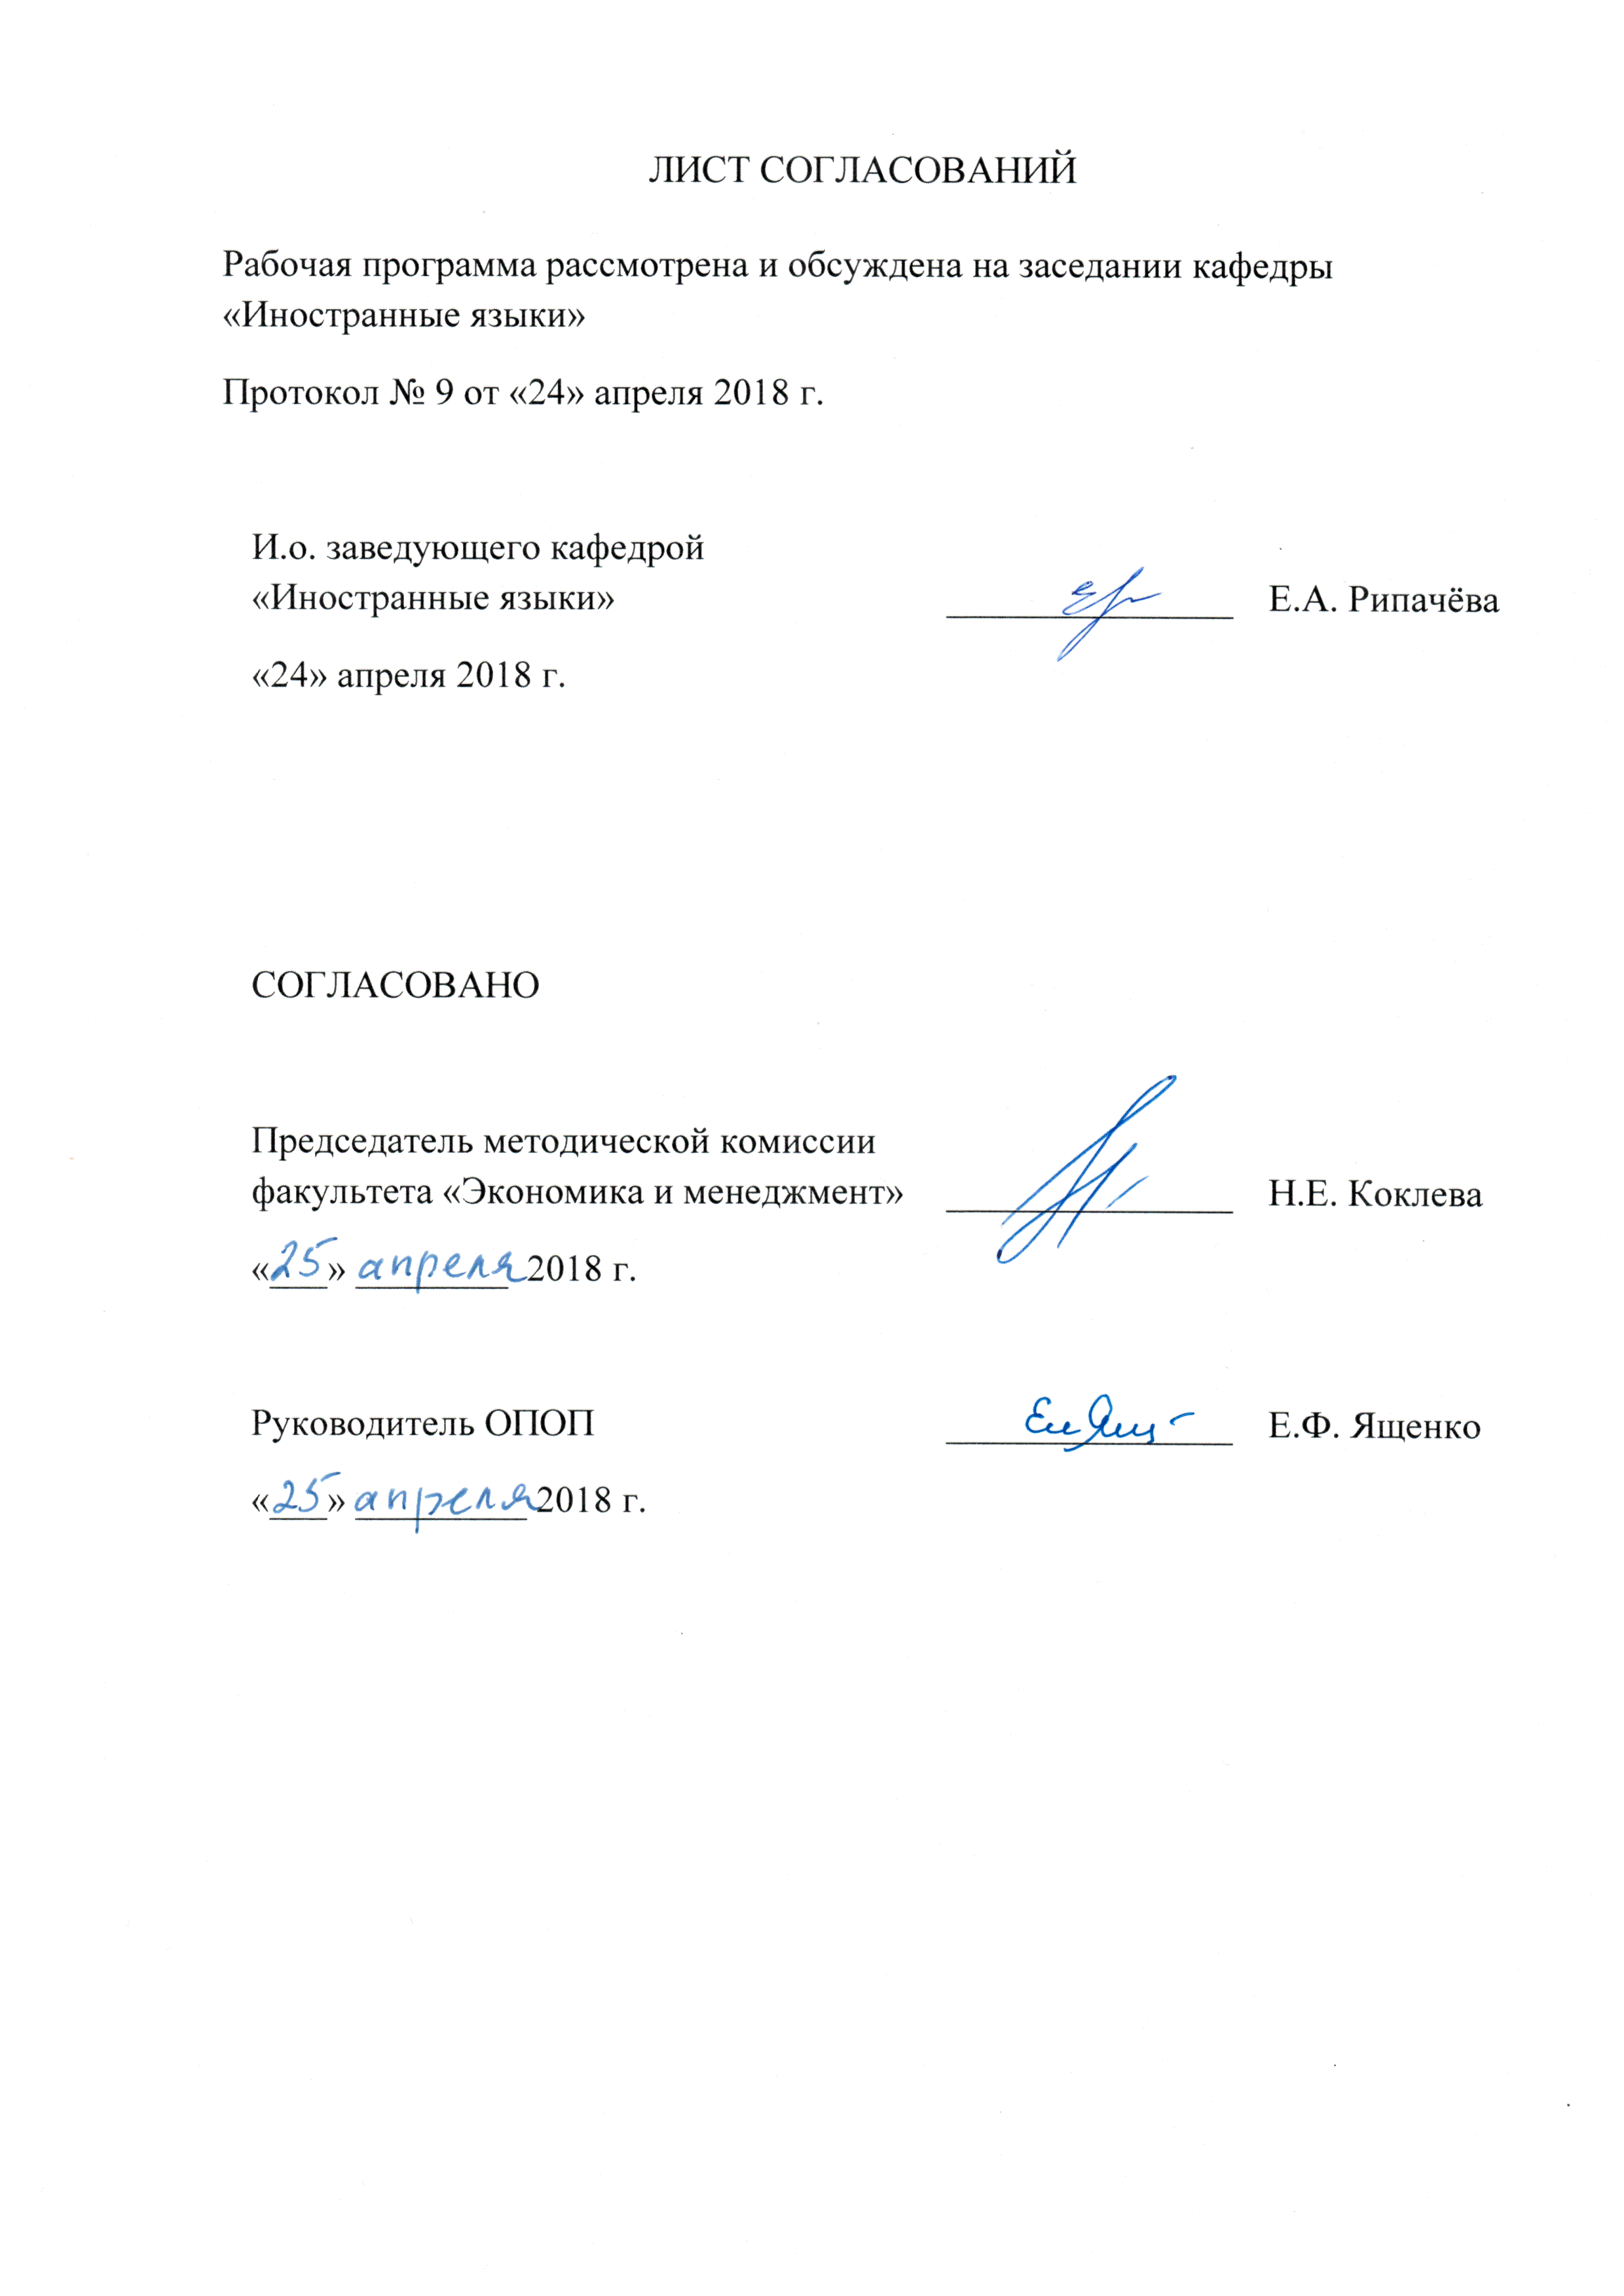 ЛИСТ СОГЛАСОВАНИЙ
Рабочая программа рассмотрена и обсуждена на заседании кафедры
«Иностранные языки»
Протокол № 9 от «24» апреля 2018 г.
И.о. заведующего кафедрой
«Иностранные языки» Е.А. Рипачёва
«24» апреля 2018 г.
СОГЛАСОВАНО
Председатель методической комиссии
факультета «Экономика и менеджмент» Н.Е. Коклева
«25» апреля 2018 г.
Руководитель ОПОП Е.Ф. Ященко
«25» апреля 2018 г.